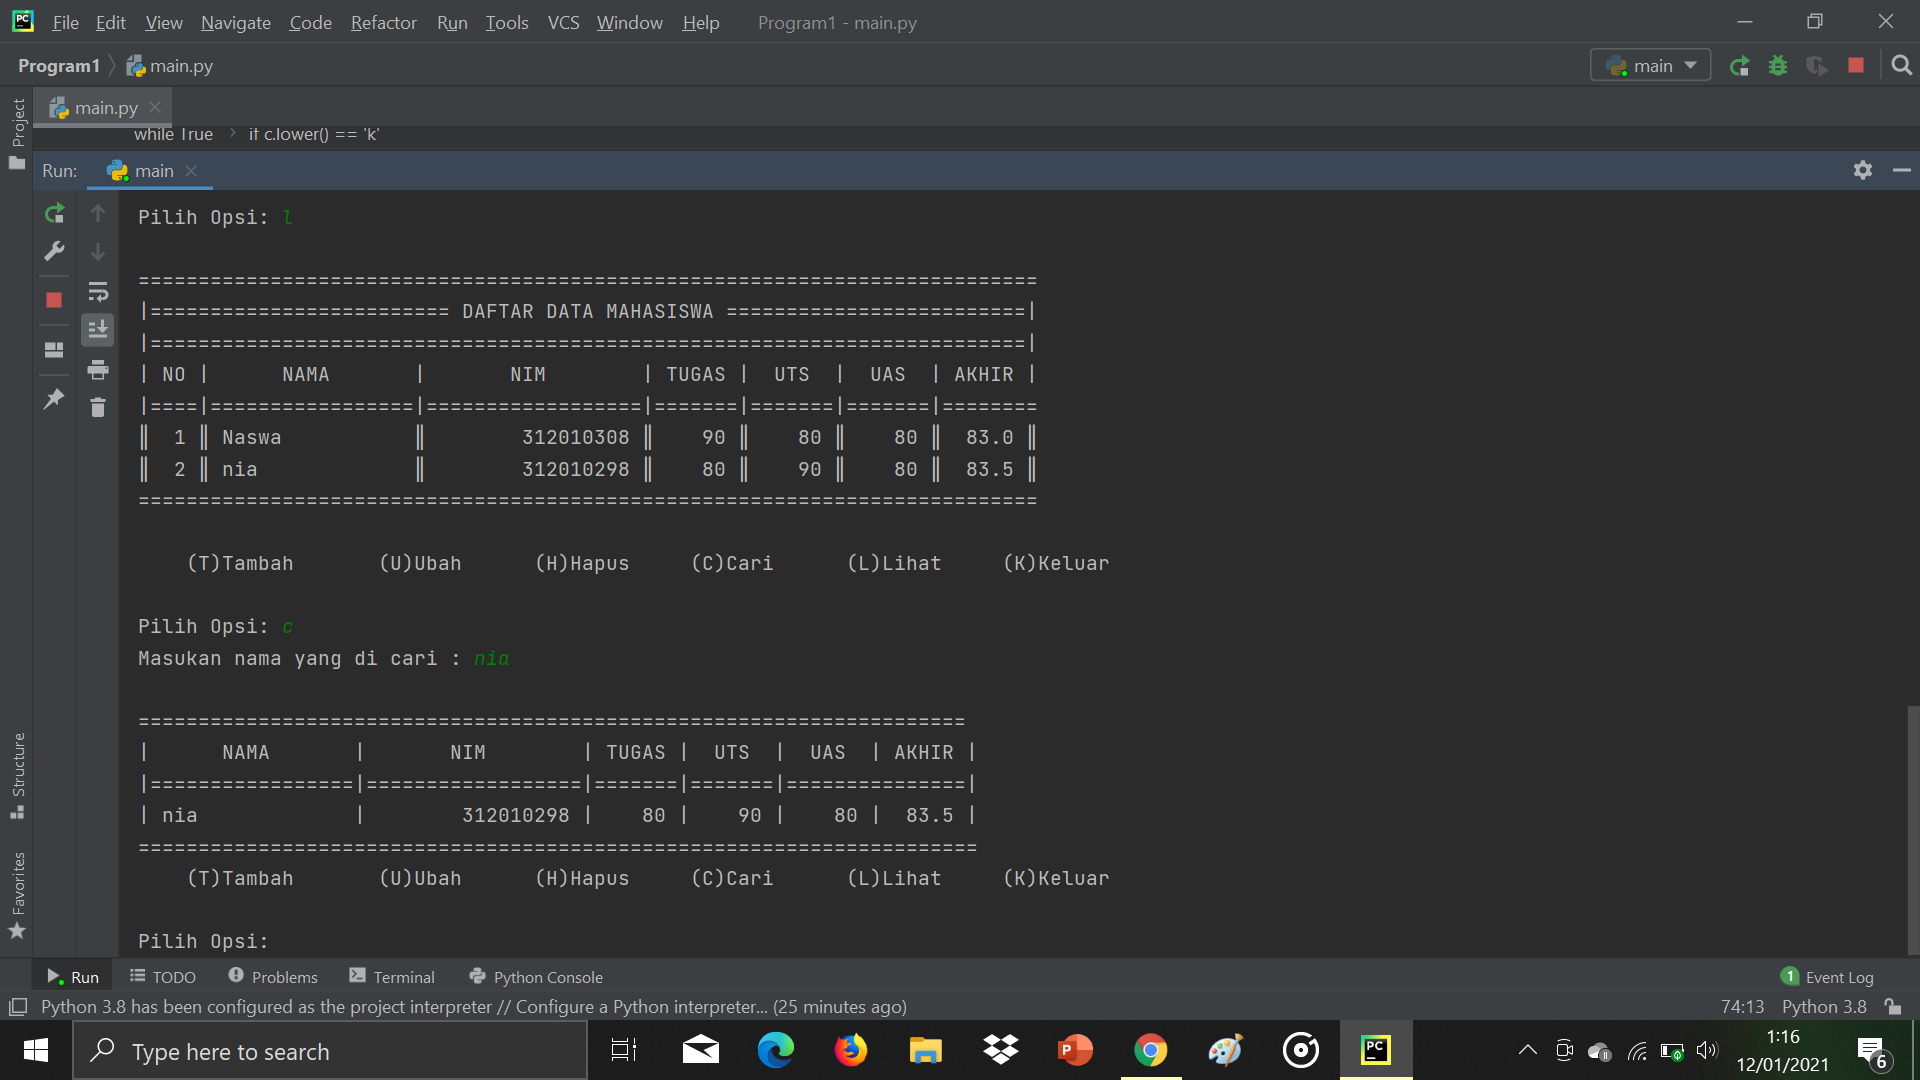 File Edit View Navigate Code Refactor Run Tools VCS Window Help Program1 - main.py
Program1 main.py main
Project
main.py
while True › if c.lower() == 'k'
Run: main
Pilih Opsi: l
===========================================================================
|========================= DAFTAR DATA MAHASISWA =========================|
|=========================================================================|
| NO |      NAMA       |       NIM        | TUGAS |  UTS  |  UAS  | AKHIR |
|====|=================|==================|=======|=======|=======|========
║  1 ║ Naswa           ║        312010308 ║    90 ║    80 ║    80 ║  83.0 ║
║  2 ║ nia             ║        312010298 ║    80 ║    90 ║    80 ║  83.5 ║
===========================================================================
(T)Tambah       (U)Ubah      (H)Hapus     (C)Cari      (L)Lihat     (K)Keluar
Pilih Opsi: c
Masukan nama yang di cari : nia
=====================================================================
|      NAMA       |       NIM        | TUGAS |  UTS  |  UAS  | AKHIR |
|=================|==================|=======|=======|===============|
| nia             |        312010298 |    80 |    90 |    80 |  83.5 |
======================================================================
(T)Tambah       (U)Ubah      (H)Hapus     (C)Cari      (L)Lihat     (K)Keluar
Pilih Opsi:
Structure
Favorites
Run TODO Problems Terminal Python Console 1 Event Log
Python 3.8 has been configured as the project interpreter // Configure a Python interpreter... (25 minutes ago) 74:13 Python 3.8
Type here to search
1:16
12/01/2021
6